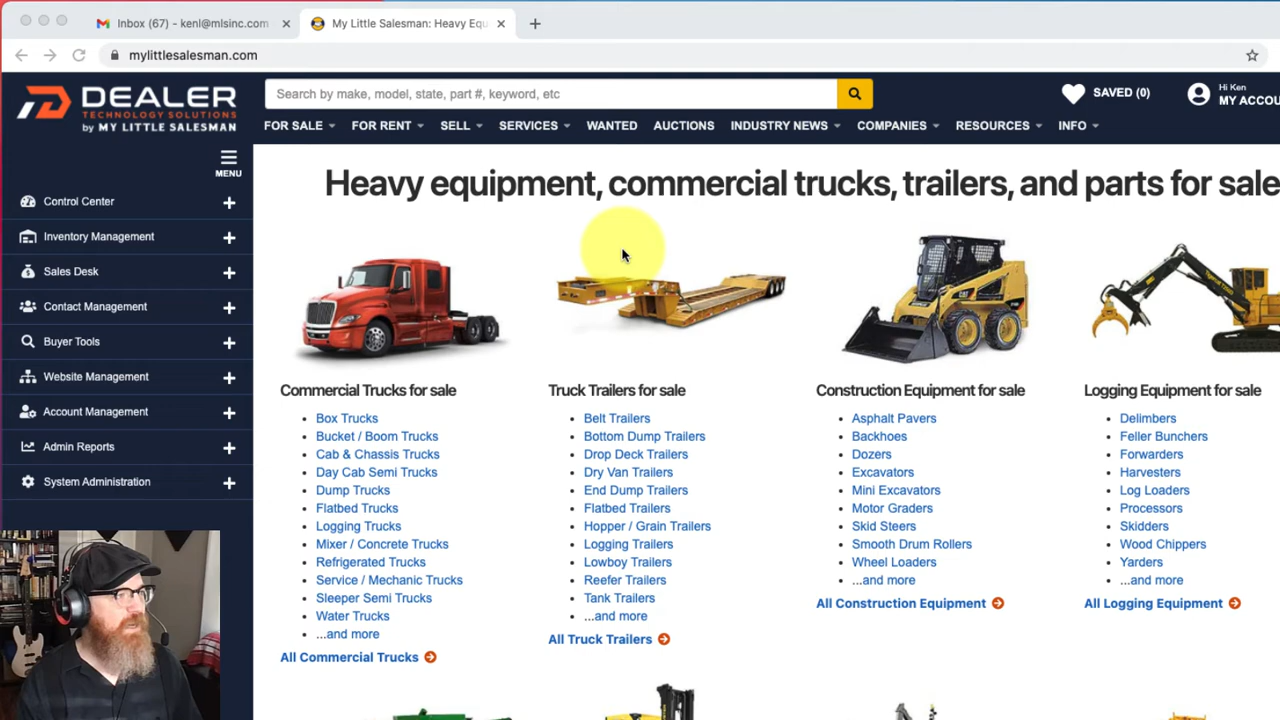 Inbox (67) - kenl@mlsinc.com
My Little Salesman: Heavy Equ
mylittlesalesman.com
DEALER
TECHNOLOGY SOLUTIONS
by MY LITTLE SALESMAN
Search by make, model, state, part #, keyword, etc
SAVED (0)
Hi Ken
MY ACCOU
FOR SALE
FOR RENT
SELL
SERVICES
WANTED
AUCTIONS
INDUSTRY NEWS
COMPANIES
RESOURCES
INFO
MENU
Control Center
Inventory Management
Sales Desk
Contact Management
Buyer Tools
Website Management
Account Management
Admin Reports
System Administration
Heavy equipment, commercial trucks, trailers, and parts for sale
Commercial Trucks for sale
Box Trucks
Bucket / Boom Trucks
Cab & Chassis Trucks
Day Cab Semi Trucks
Dump Trucks
Flatbed Trucks
Logging Trucks
Mixer / Concrete Trucks
Refrigerated Trucks
Service / Mechanic Trucks
Sleeper Semi Trucks
Water Trucks
...and more
All Commercial Trucks
Truck Trailers for sale
Belt Trailers
Bottom Dump Trailers
Drop Deck Trailers
Dry Van Trailers
End Dump Trailers
Flatbed Trailers
Hopper / Grain Trailers
Logging Trailers
Lowboy Trailers
Reefer Trailers
Tank Trailers
...and more
All Truck Trailers
CAT
Construction Equipment for sale
Asphalt Pavers
Backhoes
Dozers
Excavators
Mini Excavators
Motor Graders
Skid Steers
Smooth Drum Rollers
Wheel Loaders
...and more
All Construction Equipment
Logging Equipment for sale
Delimbers
Feller Bunchers
Forwarders
Harvesters
Log Loaders
Processors
Skidders
Wood Chippers
Yarders
...and more
All Logging Equipment